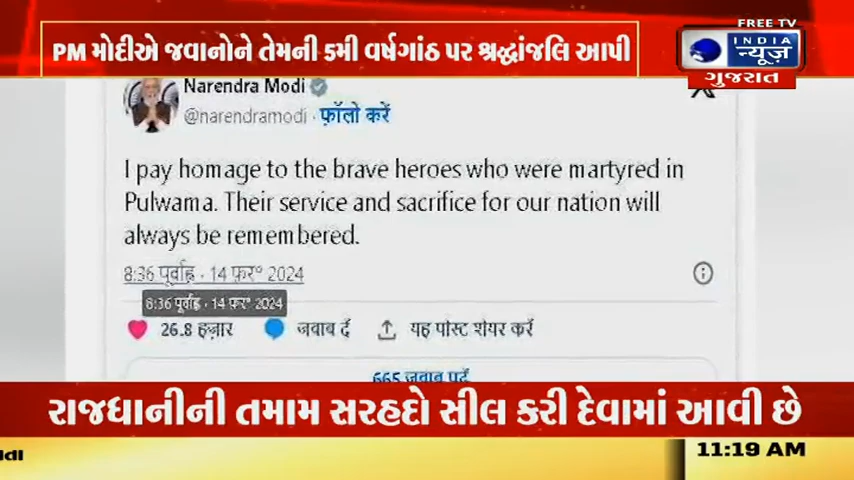 FREE TV
PM મોદીએ જવાનોને તેમની 5મી વર્ષગાંઠ પર શ્રદ્ધાંજલિ આપી
INDIA
न्यूज़
ગુજરાત
Narendra Modi
@narendramodi · फ़ॉलो करें
I pay homage to the brave heroes who were martyred in
Pulwama. Their service and sacrifice for our nation will
always be remembered.
8:36 पूर्वाह्न · 14 फ़र॰ 2024
8:36 पूर्वाह्न · 14 फ़र॰ 2024
26.8 हज़ार जवाब दें यह पोस्ट शेयर करें
665 जवाब पढ़ें
રાજધાનીની તમામ સરહદો સીલ કરી દેવામાં આવી છે
11:19 AM